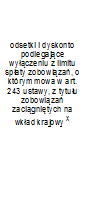 odsetki i dyskonto
podlegające
wyłączeniu z limitu
spłaty zobowiązań, o
którym mowa w art.
243 ustawy, z tytułu
zobowiązań
zaciągniętych na
wkład krajowy x